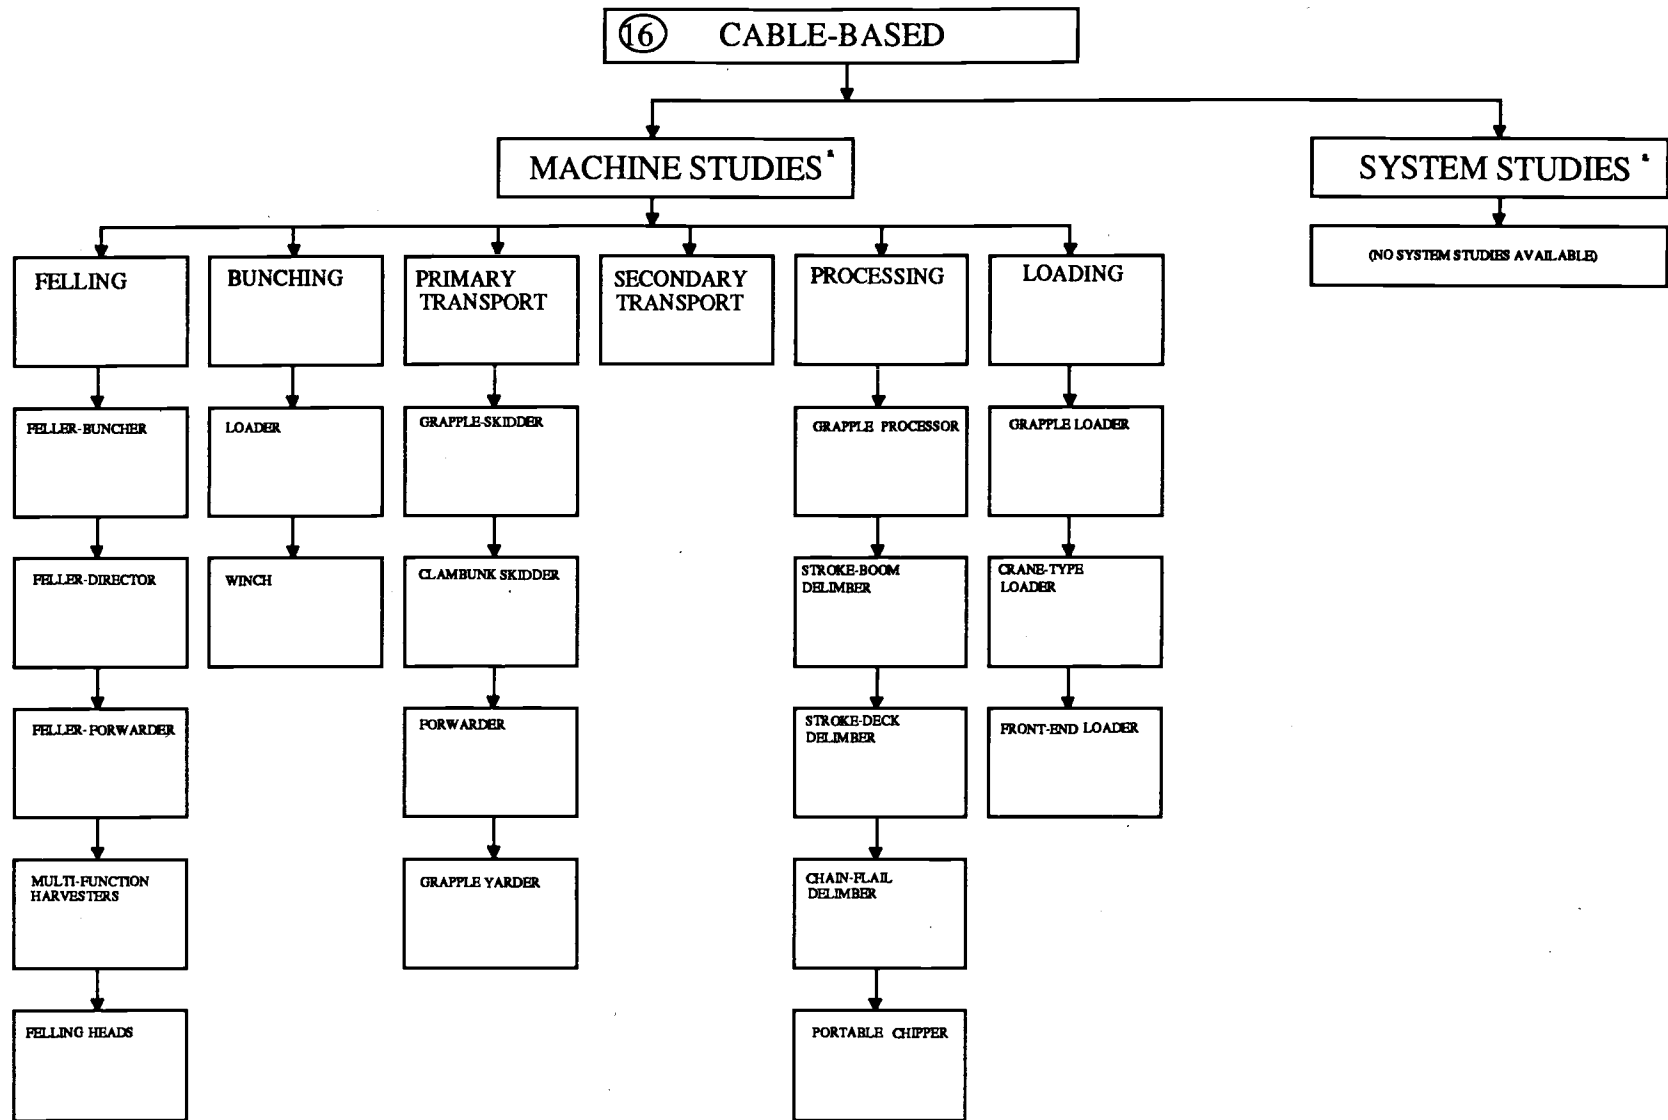 16 CABLE-BASED
MACHINE STUDIES a
SYSTEM STUDIES a
(NO SYSTEM STUDIES AVAILABLE)
FELLING
BUNCHING
PRIMARY
TRANSPORT
SECONDARY
TRANSPORT
PROCESSING
LOADING
FELLER-BUNCHER
LOADER
GRAPPLE-SKIDDER
GRAPPLE PROCESSOR
GRAPPLE LOADER
FELLER-DIRECTOR
WINCH
CLAMBUNK SKIDDER
STROKE-BOOM
DELIMBER
CRANE-TYPE
LOADER
FELLER-FORWARDER
FORWARDER
STROKE-DECK
DELIMBER
FRONT-END LOADER
MULTI-FUNCTION
HARVESTERS
GRAPPLE YARDER
CHAIN-FLAIL
DELIMBER
FELLING HEADS
PORTABLE CHIPPER